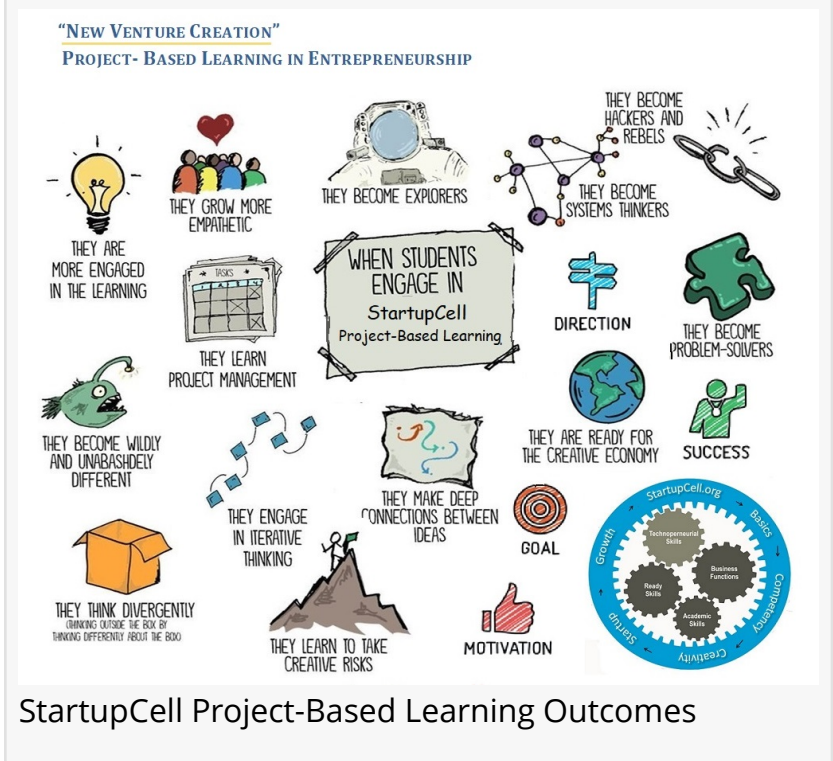 “NEW VENTURE CREATION”
PROJECT- BASED LEARNING IN ENTREPRENEURSHIP
THEY BECOME
HACKERS AND
REBELS
THEY GROW MORE
EMPATHETIC
THEY BECOME EXPLORERS
THEY BECOME
SYSTEMS THINKERS
THEY ARE
MORE ENGAGED
IN THE LEARNING
TASKS
WHEN STUDENTS
ENGAGE IN
StartupCell
Project-Based Learning
DIRECTION
THEY BECOME
PROBLEM-SOLVERS
THEY LEARN
PROJECT MANAGEMENT
THEY BECOME WILDLY
AND UNABASHDELY
DIFFERENT
THEY ARE READY FOR
THE CREATIVE ECONOMY
SUCCESS
THEY ENGAGE
IN ITERATIVE
THINKING
THEY MAKE DEEP
CONNECTIONS BETWEEN
IDEAS
GOAL
StartupCell.org
Basics
Competency
Creativity
Startup
Growth
Technoperneurial
Skills
Business
Functions
Ready
Skills
Academic
Skills
THEY THINK DIVERGENTLY
(THINKING OUTSIDE THE BOX BY
THINKING DIFFERENTLY ABOUT THE BOX)
THEY LEARN TO TAKE
CREATIVE RISKS
MOTIVATION
StartupCell Project-Based Learning Outcomes